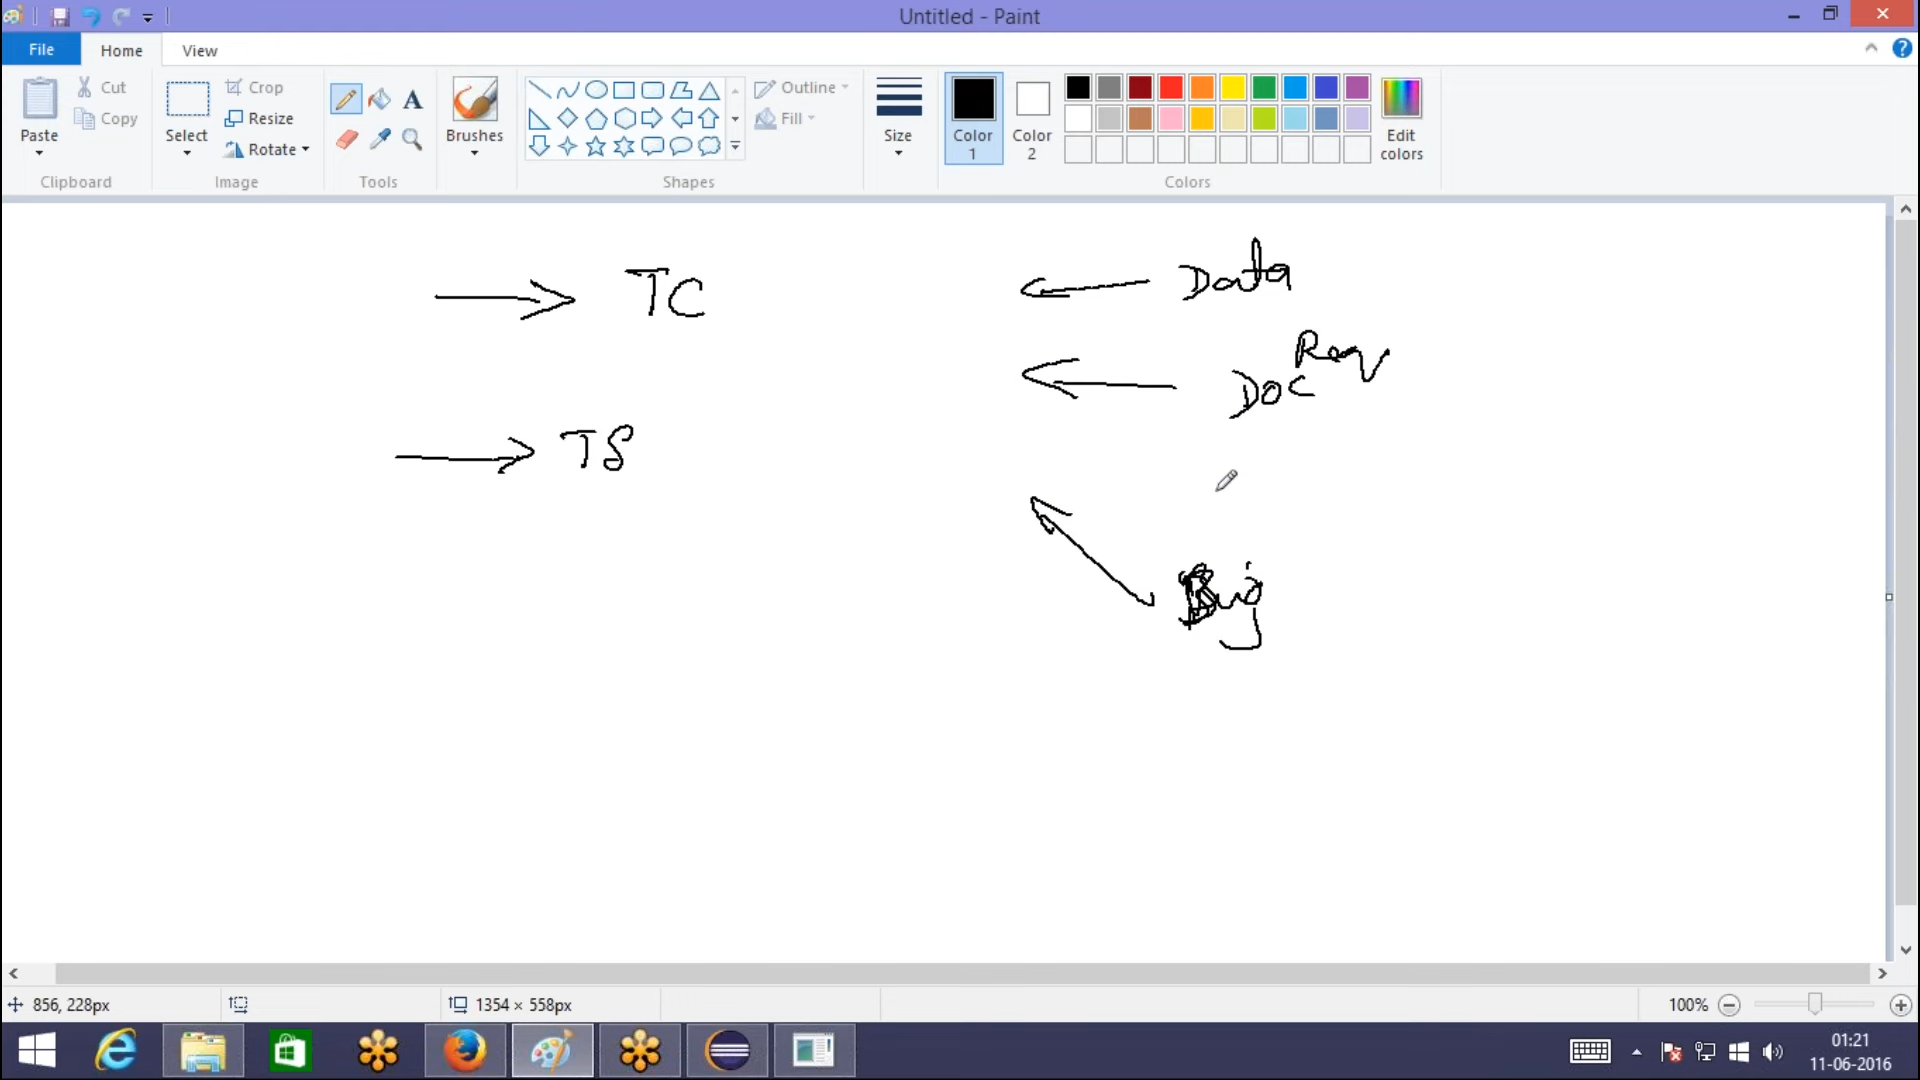 Untitled - Paint
File Home View
Paste
Cut
Copy
Clipboard
Select
Crop
Resize
Rotate
Image
Tools
Brushes
Shapes
Outline
Fill
Size
Color 1
Color 2
Edit colors
Colors
TC
Data
Req
DOC
TS
Bug
856, 228px
1354 × 558px
100%
01:21
11-06-2016